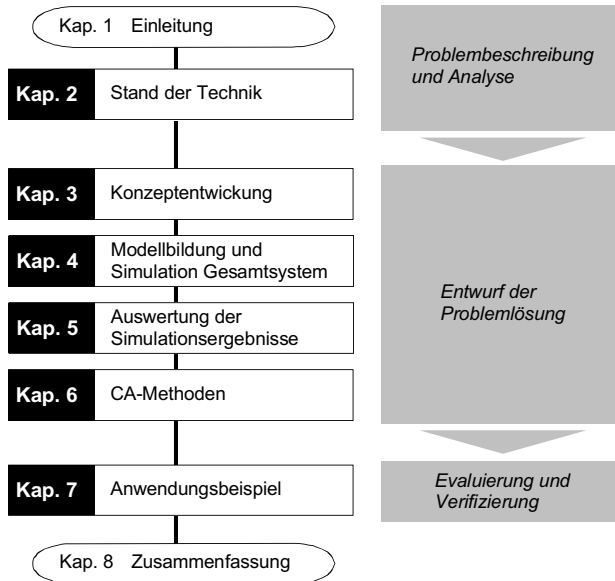 Kap. 1 Einleitung
Problembeschreibung
und Analyse
Kap. 2 Stand der Technik
Kap. 3 Konzeptentwickung
Kap. 4 Modellbildung und
Simulation Gesamtsystem
Kap. 5 Auswertung der
Simulationsergebnisse
Entwurf der
Problemlösung
Kap. 6 CA-Methoden
Kap. 7 Anwendungsbeispiel
Evaluierung und
Verifizierung
Kap. 8 Zusammenfassung